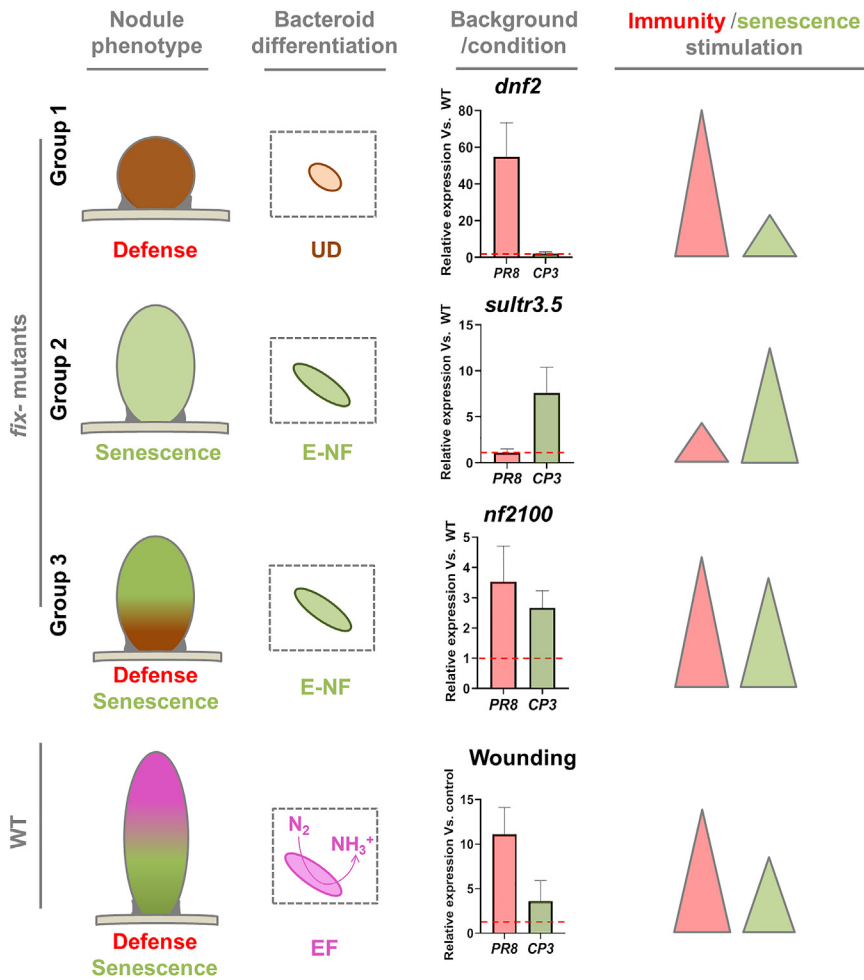 Nodule
phenotype
Bacteroid
differentiation
Background
/condition
Immunity /senescence
stimulation
fix- mutants
Group 1
Defense
UD
dnf2
Relative expression Vs. WT
80
60
40
20
0
PR8 CP3
Group 2
Senescence
E-NF
sultr3.5
Relative expression Vs. WT
15
10
5
0
PR8 CP3
Group 3
Defense
Senescence
E-NF
nf2100
Relative expression Vs. WT
5
4
3
2
1
0
PR8 CP3
WT
Defense
Senescence
N2
NH3+
EF
Wounding
Relative expression Vs. control
15
10
5
0
PR8 CP3